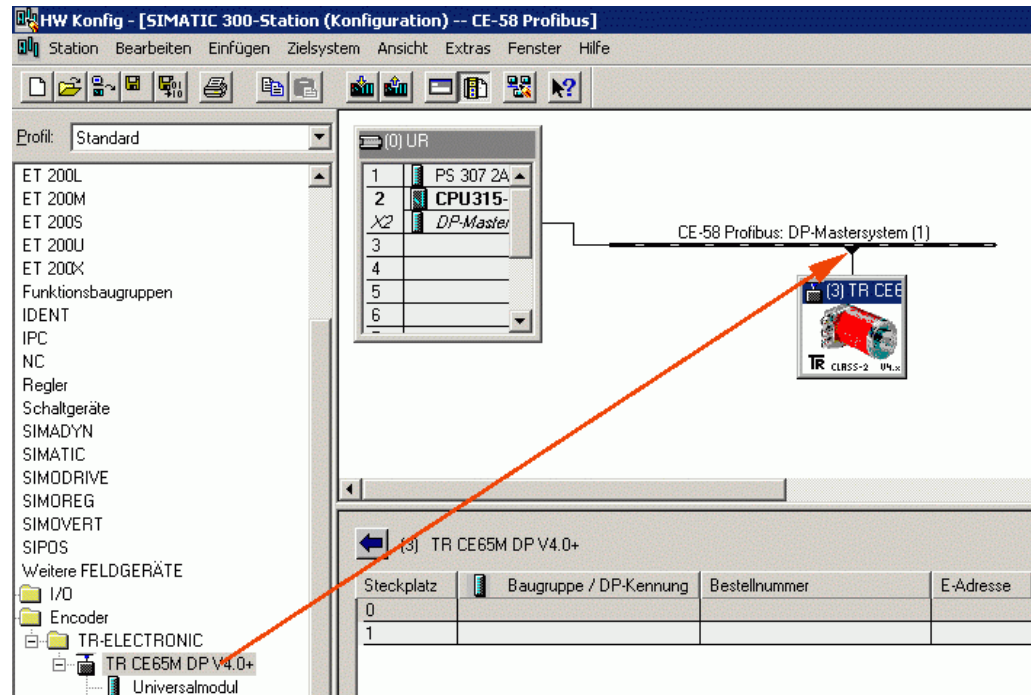 HW Konfig - [SIMATIC 300-Station (Konfiguration) -- CE-58 Profibus]
Station Bearbeiten Einfügen Zielsystem Ansicht Extras Fenster Hilfe
Profil: Standard
ET 200L
ET 200M
ET 200S
ET 200U
ET 200X
Funktionsbaugruppen
IDENT
IPC
NC
Regler
Schaltgeräte
SIMADYN
SIMATIC
SIMODRIVE
SIMOREG
SIMOVERT
SIPOS
Weitere FELDGERÄTE
I/O
Encoder
TR-ELECTRONIC
TR CE65M DP V4.0+
Universalmodul
(0) UR
1 PS 307 2A
2 CPU315-
X2 DP-Master
3
4
5
6
CE-58 Profibus: DP-Mastersystem (1)
(3) TR CE6
TR CLASS-2 V4.x
(3) TR CE65M DP V4.0+
Steckplatz Baugruppe / DP-Kennung Bestellnummer E-Adresse
0
1